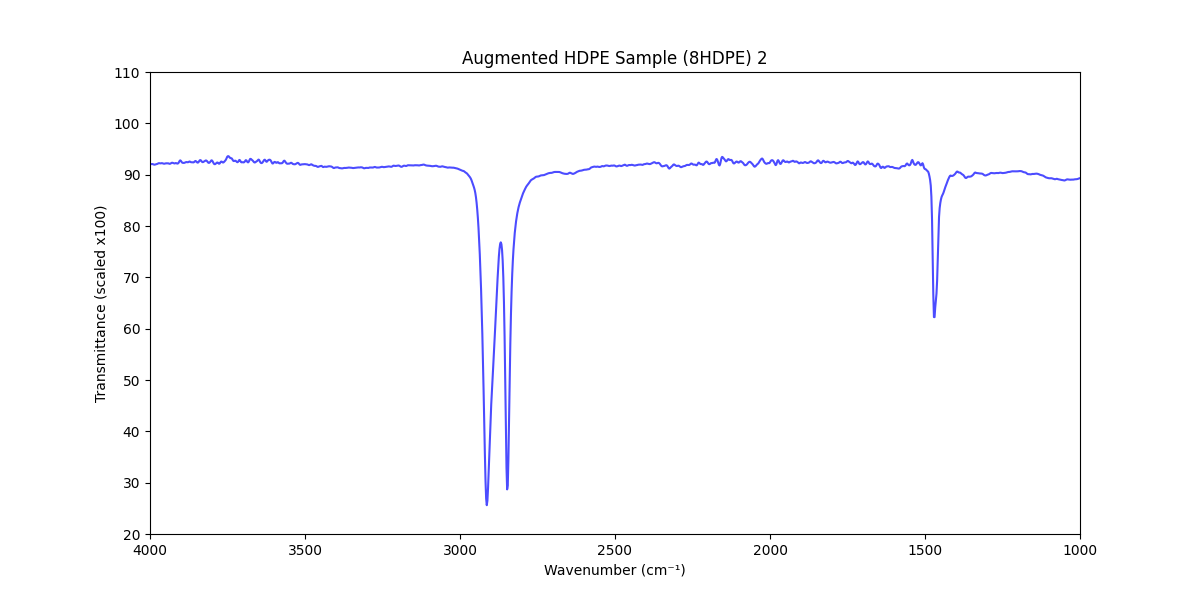 Augmented HDPE Sample (8HDPE) 2
110
100
90
80
70
60
50
40
30
20
Transmittance (scaled x100)
4000 3500 3000 2500 2000 1500 1000
Wavenumber (cm⁻¹)